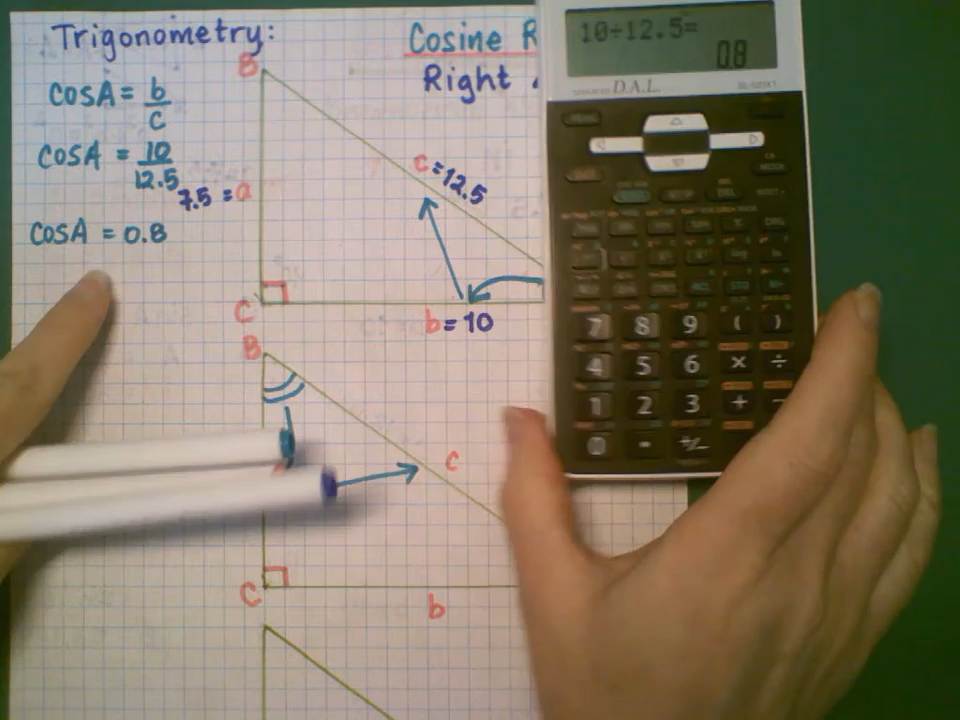 Trigonometry:
Cosine R
Right
cosA = b
c
cosA = 10
12.5
cosA = 0.8
B
7.5 = a
c = 12.5
C
b = 10
B
c
C
b
10÷12.5=
0.8
D.A.L.
7 8 9 ( )
4 5 6 × ÷
1 2 3 + −
0 . +/−